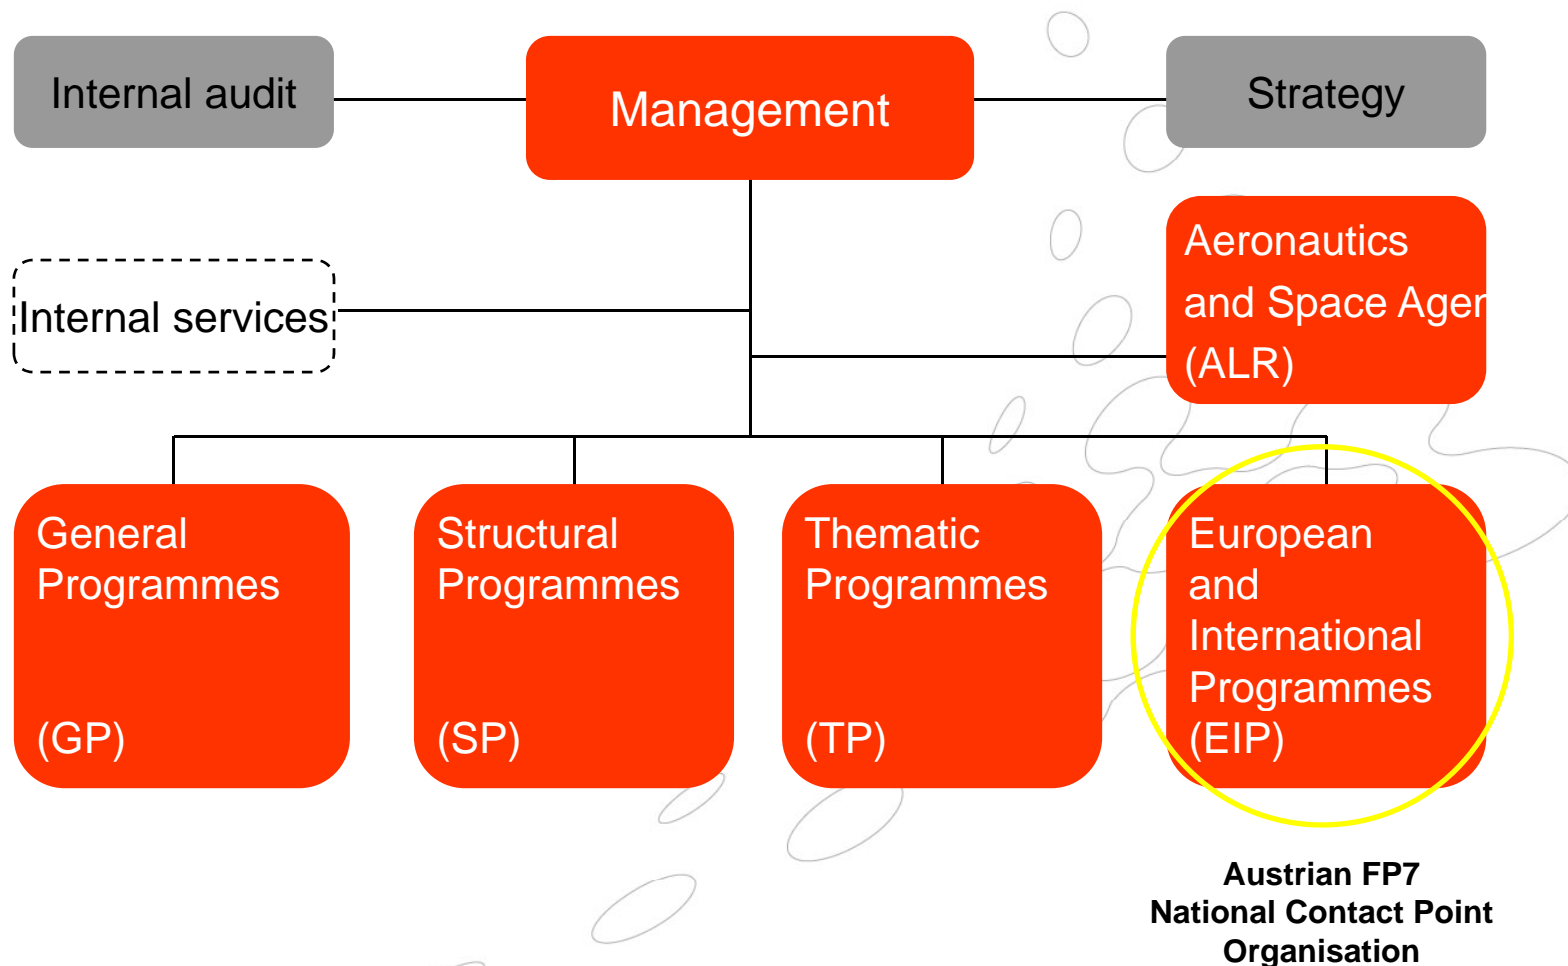 Internal audit
Management
Strategy
Internal services
Aeronautics
and Space Agen
(ALR)
General
Programmes
(GP)
Structural
Programmes
(SP)
Thematic
Programmes
(TP)
European
and
International
Programmes
(EIP)
Austrian FP7
National Contact Point
Organisation